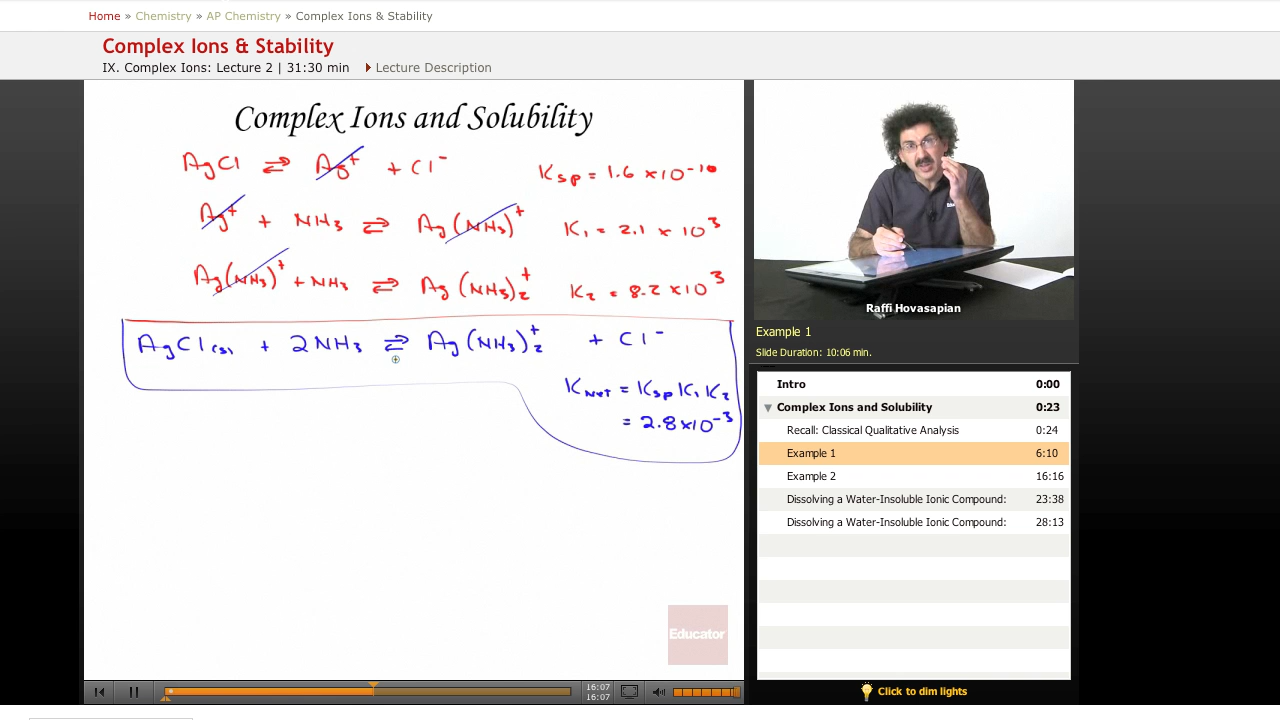 Home » Chemistry » AP Chemistry » Complex Ions & Stability
Complex Ions & Stability
IX. Complex Ions: Lecture 2 | 31:30 min
Lecture Description
Complex Ions and Solubility
AgCl ⇌ Ag⁺ + Cl⁻ Ksp = 1.6 x 10⁻¹⁰
Ag⁺ + NH₃ ⇌ Ag(NH₃)⁺ K₁ = 2.1 x 10³
Ag(NH₃)⁺ + NH₃ ⇌ Ag(NH₃)₂⁺ K₂ = 8.2 x 10³
AgCl(s) + 2NH₃ ⇌ Ag(NH₃)₂⁺ + Cl⁻
KNet = Ksp K₁ K₂
= 2.8 x 10⁻³
Educator
16:07
16:07
Raffi Hovasapian
Example 1
Slide Duration: 10:06 min.
Intro 0:00
Complex Ions and Solubility 0:23
Recall: Classical Qualitative Analysis 0:24
Example 1 6:10
Example 2 16:16
Dissolving a Water-Insoluble Ionic Compound: 23:38
Dissolving a Water-Insoluble Ionic Compound: 28:13
Click to dim lights